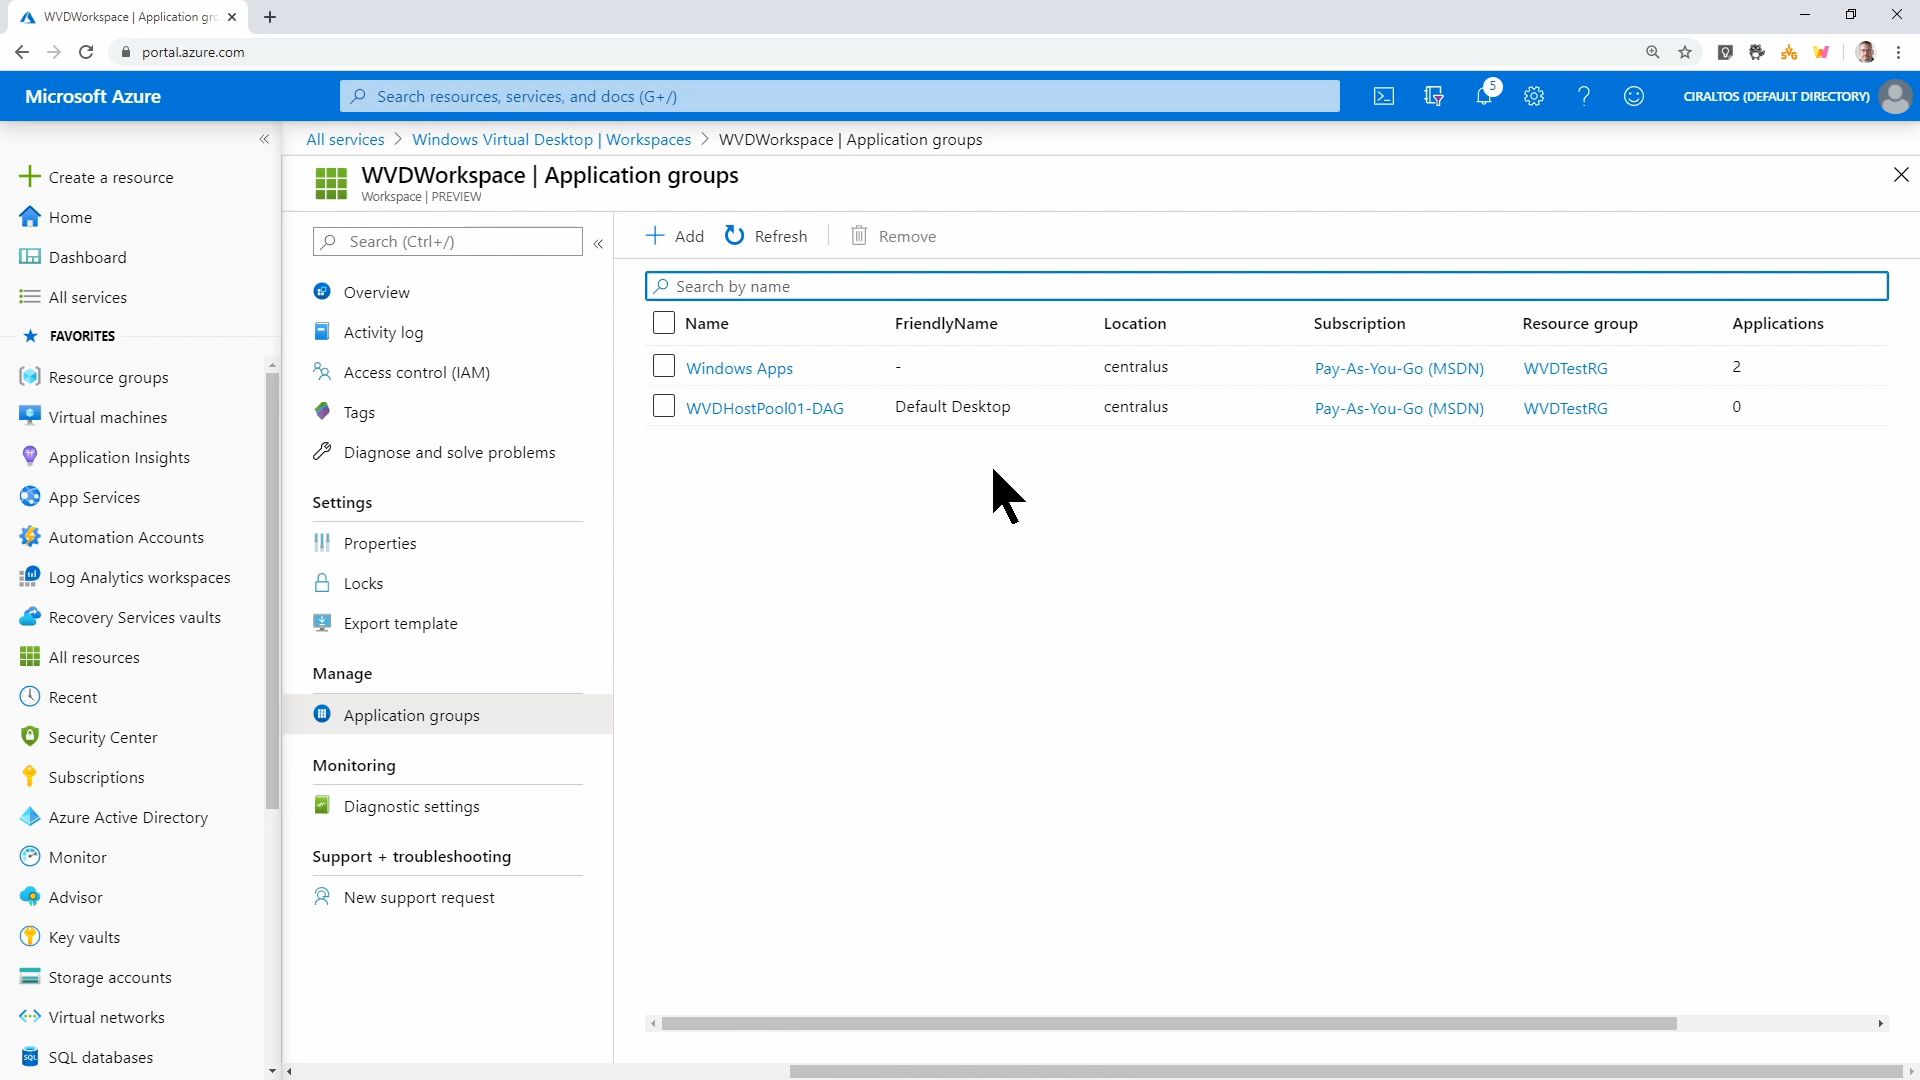 WVDWorkspace | Application gro
portal.azure.com
Microsoft Azure
Search resources, services, and docs (G+/)
5
CIRALTOS (DEFAULT DIRECTORY)
All services > Windows Virtual Desktop | Workspaces > WVDWorkspace | Application groups
Create a resource
Home
Dashboard
All services
FAVORITES
Resource groups
Virtual machines
Application Insights
App Services
Automation Accounts
Log Analytics workspaces
Recovery Services vaults
All resources
Recent
Security Center
Subscriptions
Azure Active Directory
Monitor
Advisor
Key vaults
Storage accounts
Virtual networks
SQL databases
WVDWorkspace | Application groups
Workspace | PREVIEW
Search (Ctrl+/)
Overview
Activity log
Access control (IAM)
Tags
Diagnose and solve problems
Settings
Properties
Locks
Export template
Manage
Application groups
Monitoring
Diagnostic settings
Support + troubleshooting
New support request
Add Refresh Remove
Search by name
Name FriendlyName Location Subscription Resource group Applications
Windows Apps - centralus Pay-As-You-Go (MSDN) WVDTestRG 2
WVDHostPool01-DAG Default Desktop centralus Pay-As-You-Go (MSDN) WVDTestRG 0